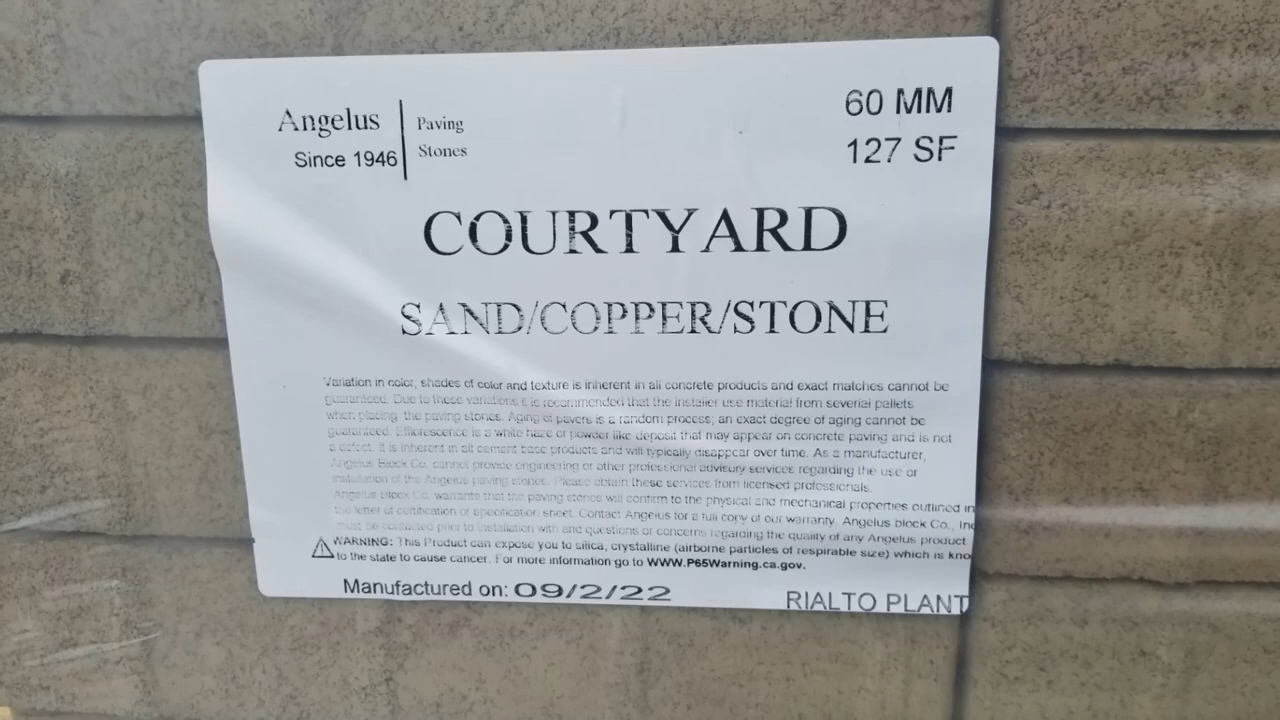 Angelus
Since 1946
Paving
Stones
60 MM
127 SF
COURTYARD
SAND/COPPER/STONE
Variation in color, shades of color and texture is inherent in all concrete products and exact matches cannot be
guaranteed. Due to these variations it is recommended that the installer use material from severial pallets
when placing the paving stones. Aging of pavers is a random process; an exact degree of aging cannot be
guaranteed. Efflorescence is a white haze or powder like deposit that may appear on concrete paving and is not
a defect. It is inherent in all cement base products and will typically disappear over time. As a manufacturer,
Angelus Block Co. cannot provide engineering or other professional advisory services regarding the use or
installation of the Angelus paving stones. Please obtain these services from licensed professionals.
Angelus Block Co. warrants that the paving stones will confirm to the physical and mechanical properties outlined in
the letter of certification or specification sheet. Contact Angelus for a full copy of our warranty. Angelus block Co., Inc
must be contacted prior to installation with and questions or concerns regarding the quality of any Angelus product
WARNING: This Product can expose you to silica, crystalline (airborne particles of respirable size) which is kno
to the state to cause cancer. For more information go to WWW.P65Warning.ca.gov.
Manufactured on: 09/2/22
RIALTO PLANT